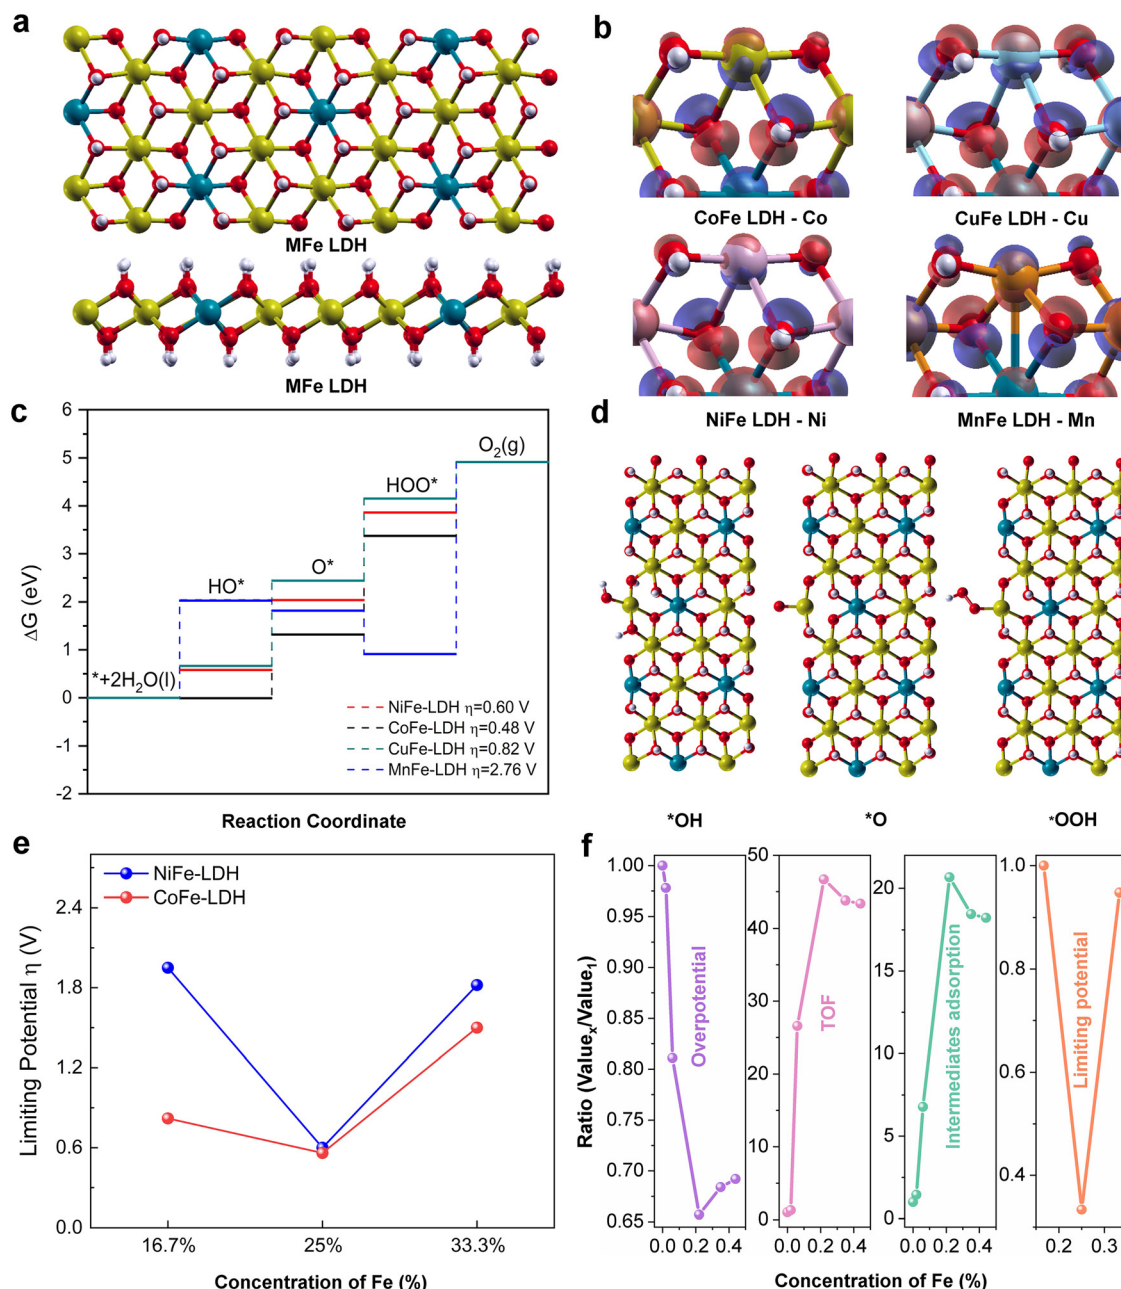 a
MFe LDH
MFe LDH
b
CoFe LDH - Co
CuFe LDH - Cu
NiFe LDH - Ni
MnFe LDH - Mn
c
6
5
4
3
2
1
0
-1
-2
ΔG (eV)
*+2H₂O(l)
HO*
O*
HOO*
O₂(g)
NiFe-LDH η=0.60 V
CoFe-LDH η=0.48 V
CuFe-LDH η=0.82 V
MnFe-LDH η=2.76 V
Reaction Coordinate
d
*OH
*O
*OOH
e
NiFe-LDH
CoFe-LDH
2.4
1.8
1.2
0.6
0.0
Limiting Potential η (V)
16.7%
25%
33.3%
Concentration of Fe (%)
f
Ratio (Valueₓ/Value₁)
1.00
0.95
1.00
0.90
0.85
0.80
0.75
0.70
0.65
0.0 0.2 0.4
Overpotential
50
40
30
20
10
0
0.0 0.2 0.4
TOF
20
15
10
5
0
0.0 0.2 0.4
Intermediates adsorption
1.0
0.8
0.6
0.4
0.2 0.3
Limiting potential
Concentration of Fe (%)